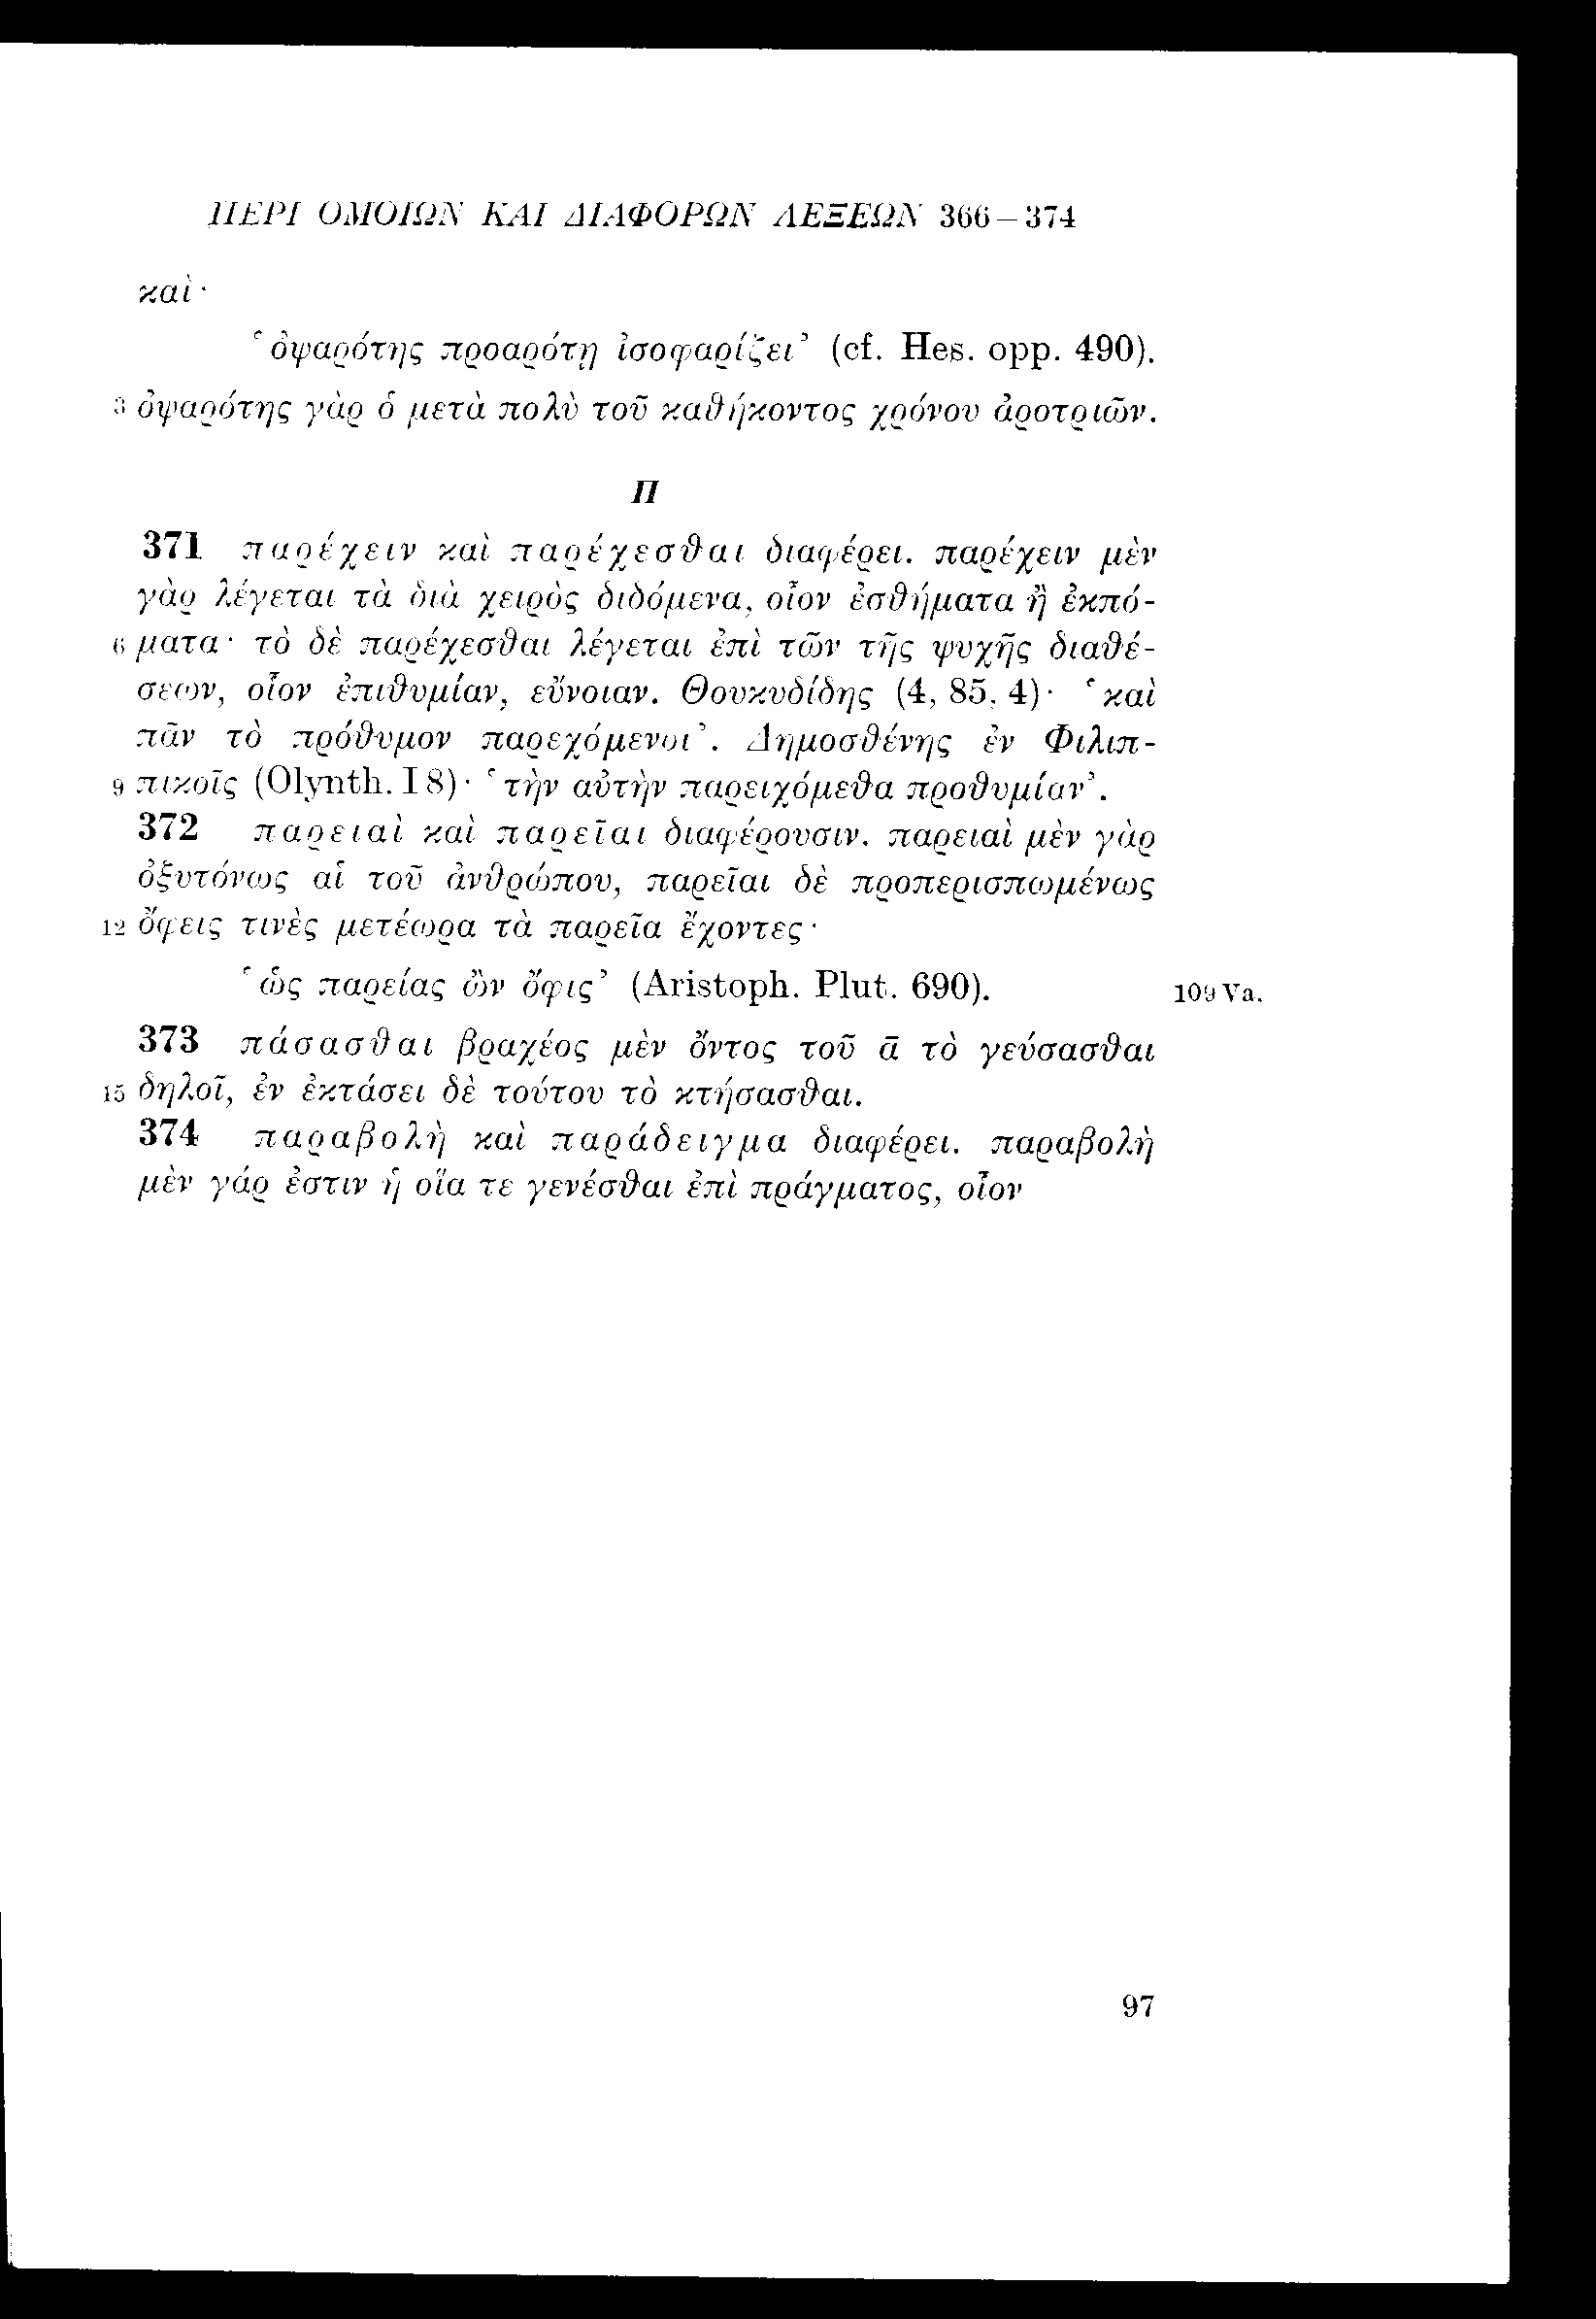 ΠΕΡΙ ΟΜΟΙΩΝ ΚΑΙ ΔΙΑΦΟΡΩΝ ΛΕΞΕΩΝ 366–374
καὶ·
‘ὀψαρότης προαρότῃ ἰσοφαρίζει’ (cf. Hes. opp. 490).
3 ὀψαρότης γὰρ ὁ μετὰ πολὺ τοῦ καθήκοντος χρόνου ἀροτριῶν.
Π
371 παρέχειν καὶ παρέχεσθαι διαφέρει. παρέχειν μὲν
γὰρ λέγεται τὰ διὰ χειρὸς διδόμενα, οἷον ἐσθήματα ἢ ἐκπό-
6 ματα· τὸ δὲ παρέχεσθαι λέγεται ἐπὶ τῶν τῆς ψυχῆς διαθέ-
σεων, οἷον ἐπιθυμίαν, εὔνοιαν. Θουκυδίδης (4, 85, 4)· ‘καὶ
πᾶν τὸ πρόθυμον παρεχόμενοι’. Δημοσθένης ἐν Φιλιπ-
9 πικοῖς (Olynth. I 8)· ‘τὴν αὐτὴν παρειχόμεθα προθυμίαν’.
372 παρειαὶ καὶ παρεῖαι διαφέρουσιν. παρειαὶ μὲν γὰρ
ὀξυτόνως αἱ τοῦ ἀνθρώπου, παρεῖαι δὲ προπερισπωμένως
12 ὄφεις τινὲς μετέωρα τὰ παρεῖα ἔχοντες·
‘ὡς παρείας ὢν ὄφις’ (Aristoph. Plut. 690). 109 Va.
373 πάσασθαι βραχέος μὲν ὄντος τοῦ ᾱ τὸ γεύσασθαι
15 δηλοῖ, ἐν ἐκτάσει δὲ τούτου τὸ κτήσασθαι.
374 παραβολὴ καὶ παράδειγμα διαφέρει. παραβολὴ
μὲν γάρ ἐστιν ἡ οἵα τε γενέσθαι ἐπὶ πράγματος, οἷον
97